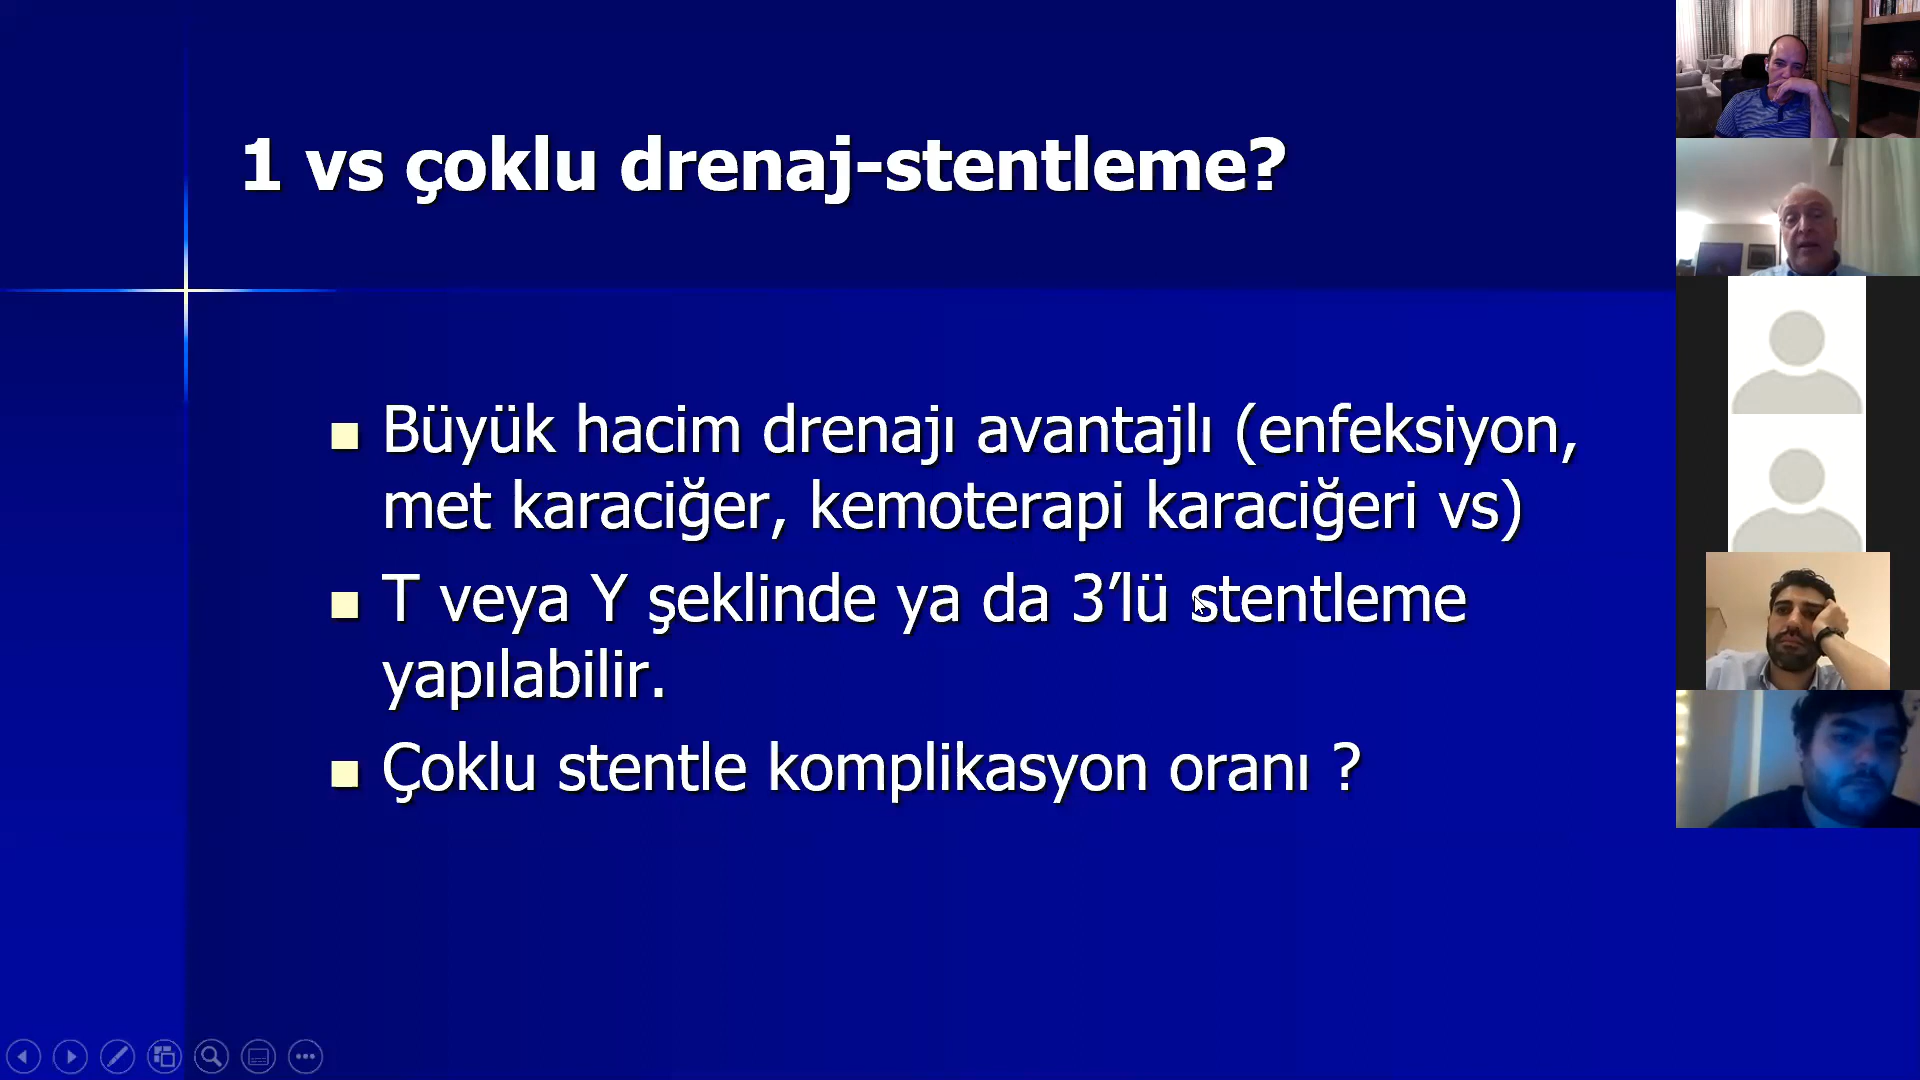 1 vs çoklu drenaj-stentleme?
Büyük hacim drenajı avantajlı (enfeksiyon,
met karaciğer, kemoterapi karaciğeri vs)
T veya Y şeklinde ya da 3’lü stentleme
yapılabilir.
Çoklu stentle komplikasyon oranı ?